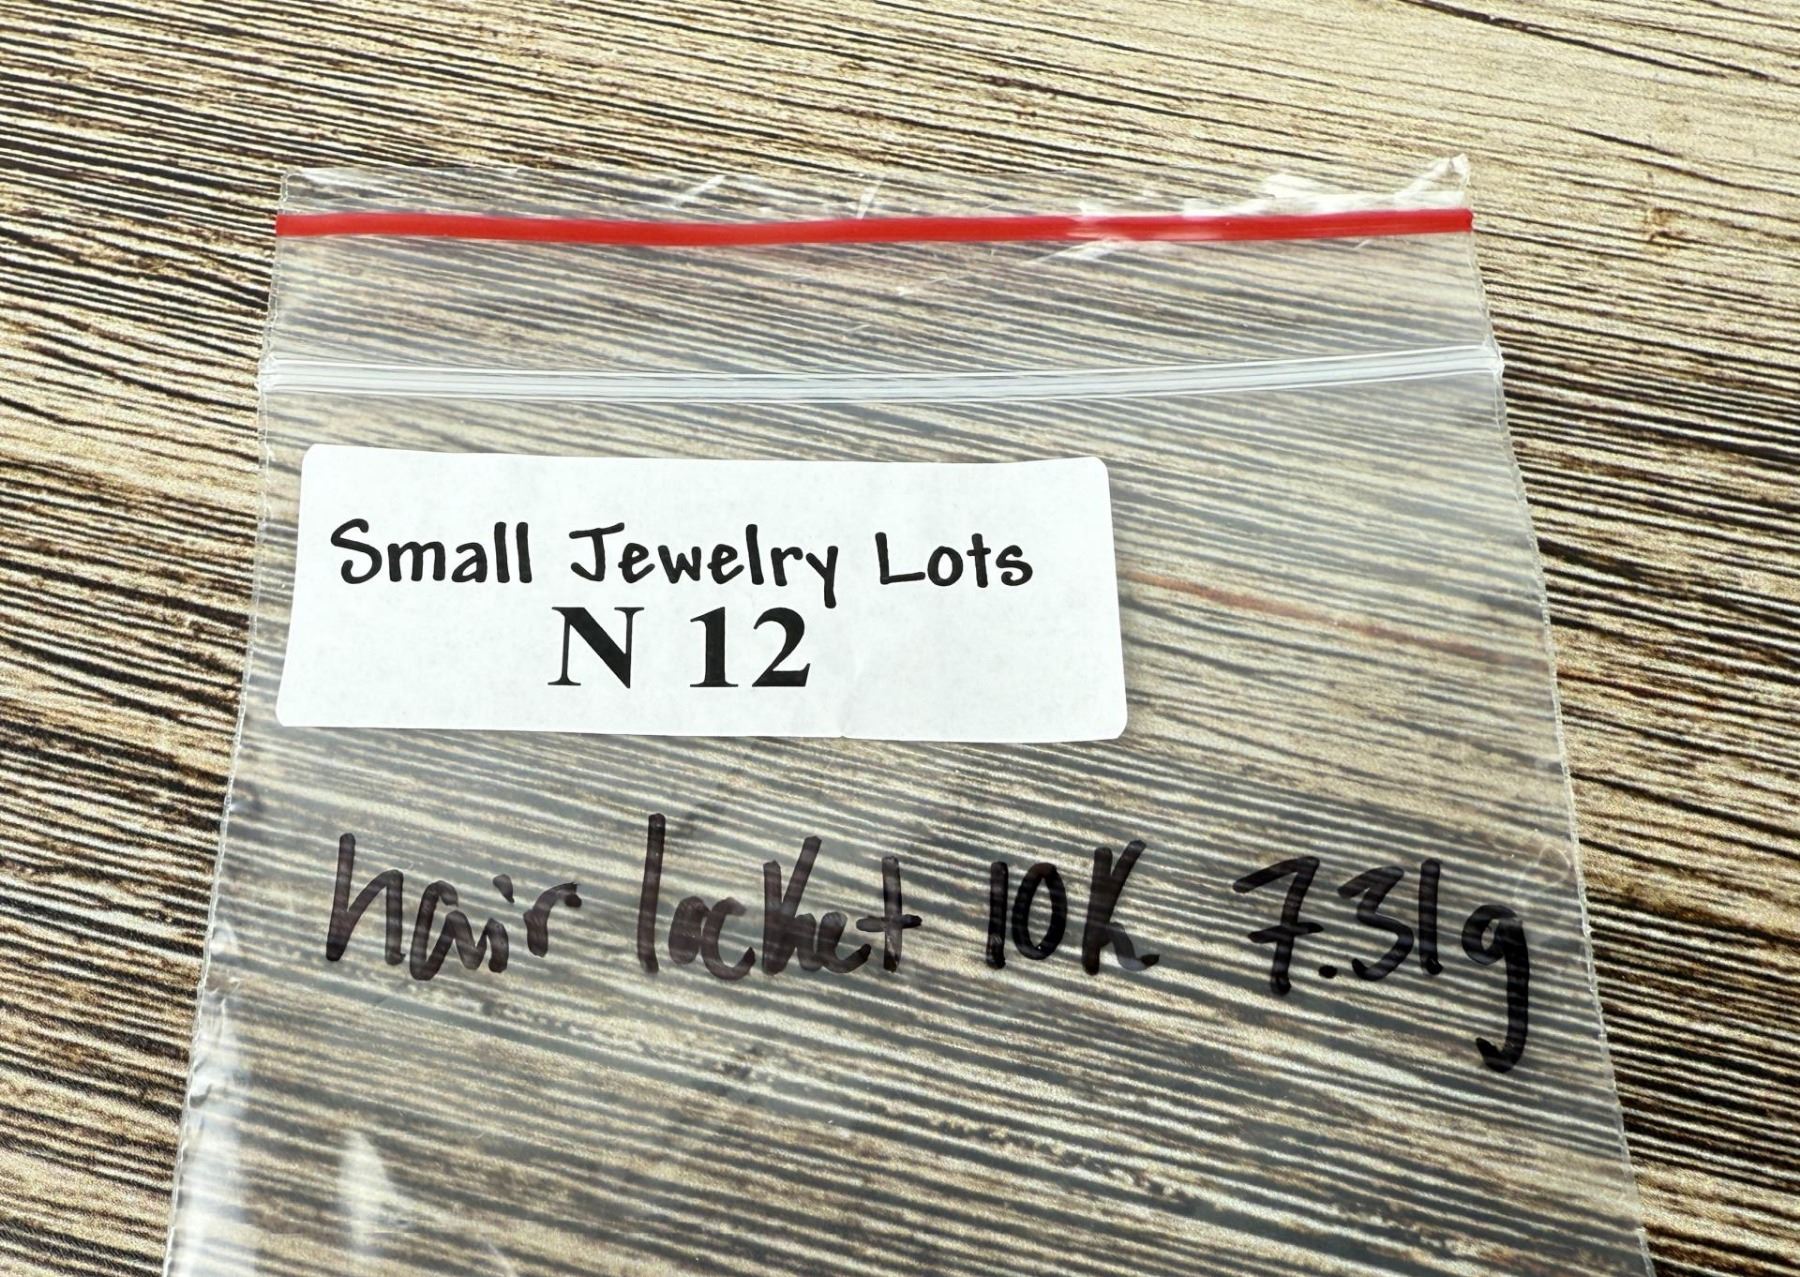 Small Jewelry Lots
N 12
hair locket 10K 7.31g